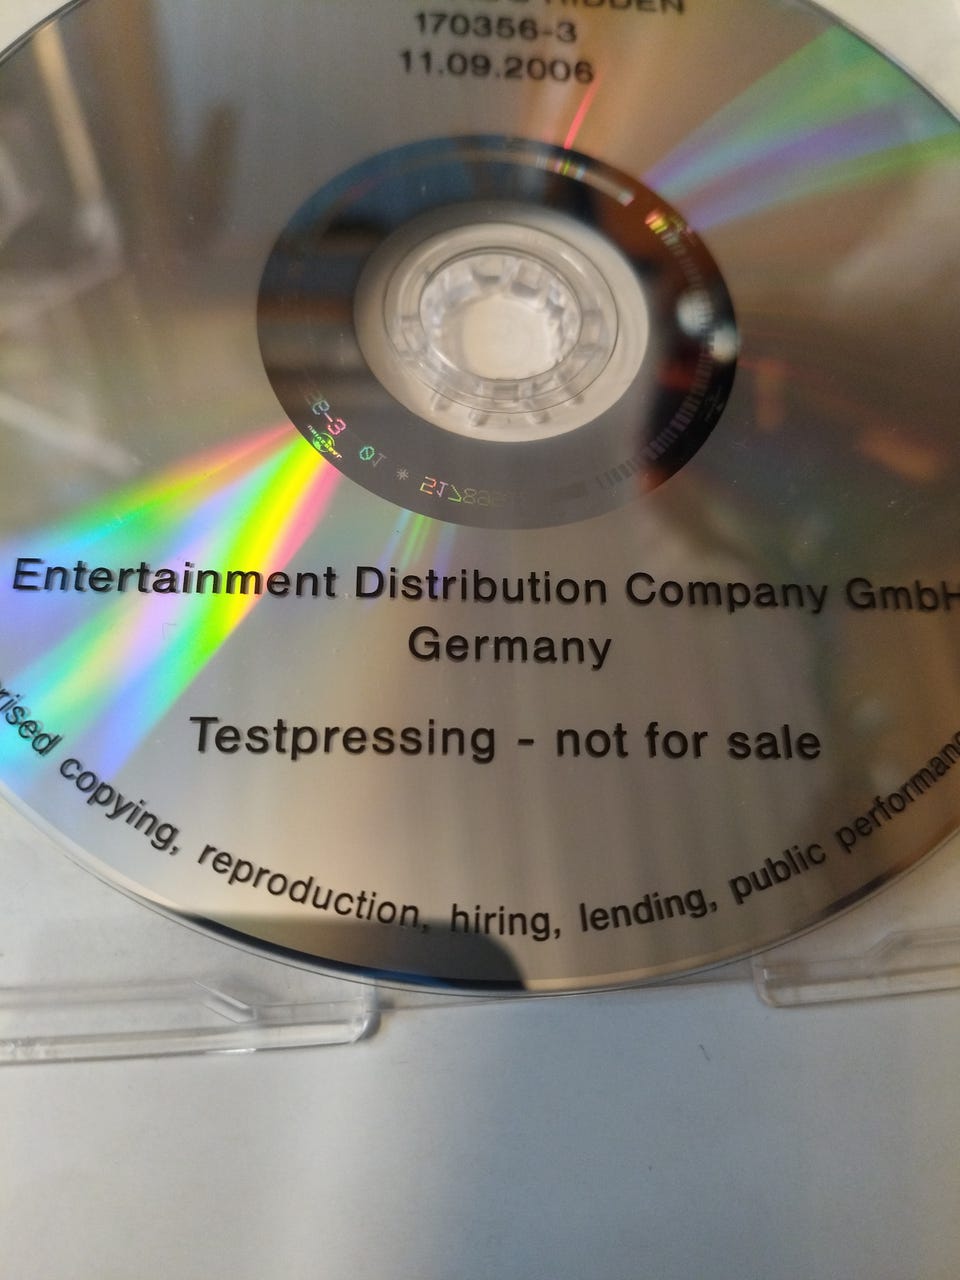 HIDDEN
170356-3
11.09.2006
Entertainment Distribution Company GmbH
Germany
Testpressing - not for sale
copying, reproduction, hiring, lending, public